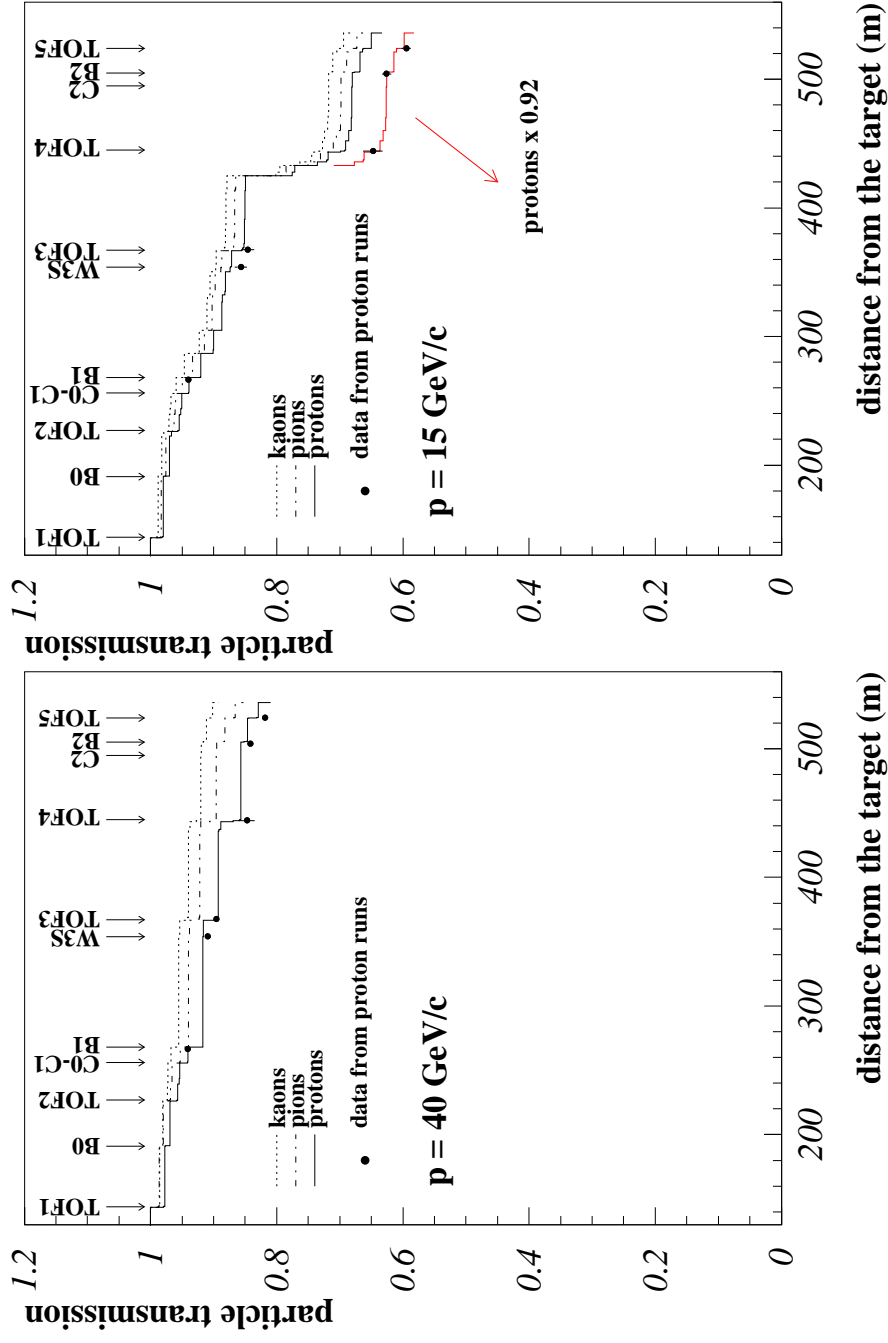 particle transmission
1.2
1
0.8
0.6
0.4
0.2
0
TOF1
B0
TOF2
C0-C1
B1
W3S
TOF3
TOF4
C2
B2
TOF5
kaons
pions
protons
data from proton runs
p = 40 GeV/c
200
300
400
500
distance from the target (m)
particle transmission
1.2
1
0.8
0.6
0.4
0.2
0
TOF1
B0
TOF2
C0-C1
B1
W3S
TOF3
TOF4
C2
B2
TOF5
kaons
pions
protons
data from proton runs
p = 15 GeV/c
protons x 0.92
200
300
400
500
distance from the target (m)